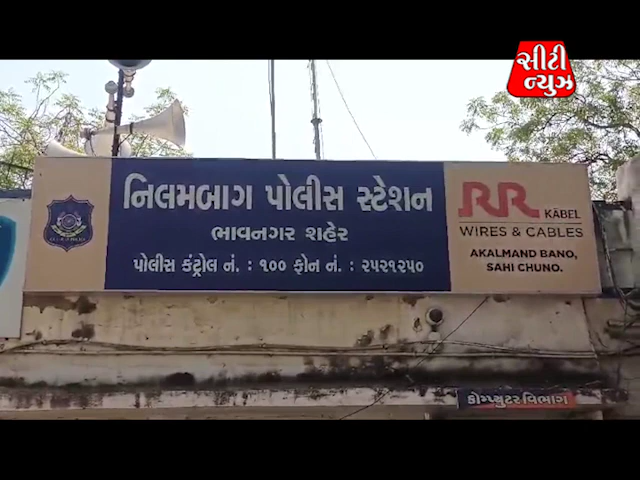 સીટી
ન્યુઝ
નિલમબાગ પોલીસ સ્ટેશન
ભાવનગર શહેર
પોલીસ કંટ્રોલ નં. : ૧૦૦ ફોન નં. : ૨૫૨૧૨૫૦
RR
KABEL
WIRES & CABLES
AKALMAND BANO,
SAHI CHUNO.
કોમ્પ્યુટર વિભાગ